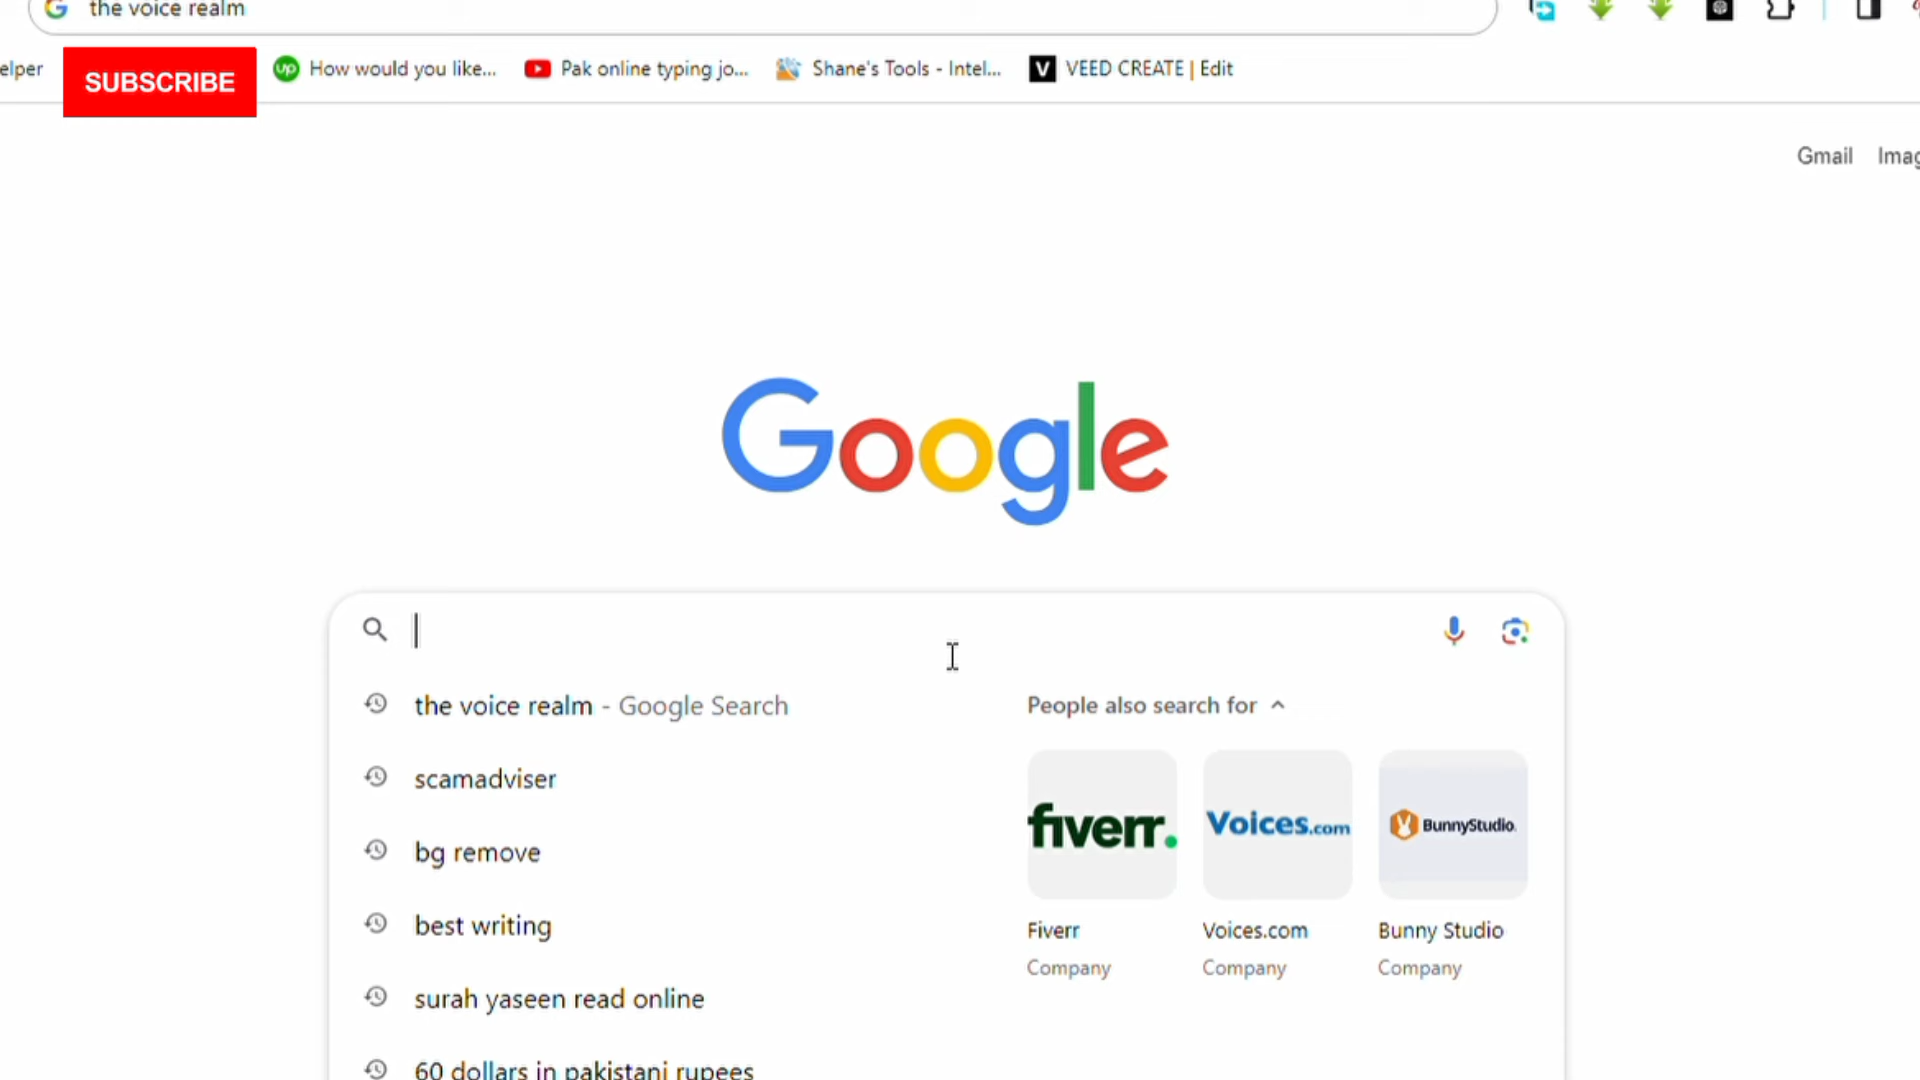 the voice realm
elper
SUBSCRIBE
up How would you like...
Pak online typing jo...
Shane's Tools - Intel...
V VEED CREATE | Edit
Gmail
Imag
Google
the voice realm - Google Search
scamadviser
bg remove
best writing
surah yaseen read online
60 dollars in pakistani rupees
People also search for
fiverr.
Voices.com
BunnyStudio.
Fiverr
Company
Voices.com
Company
Bunny Studio
Company